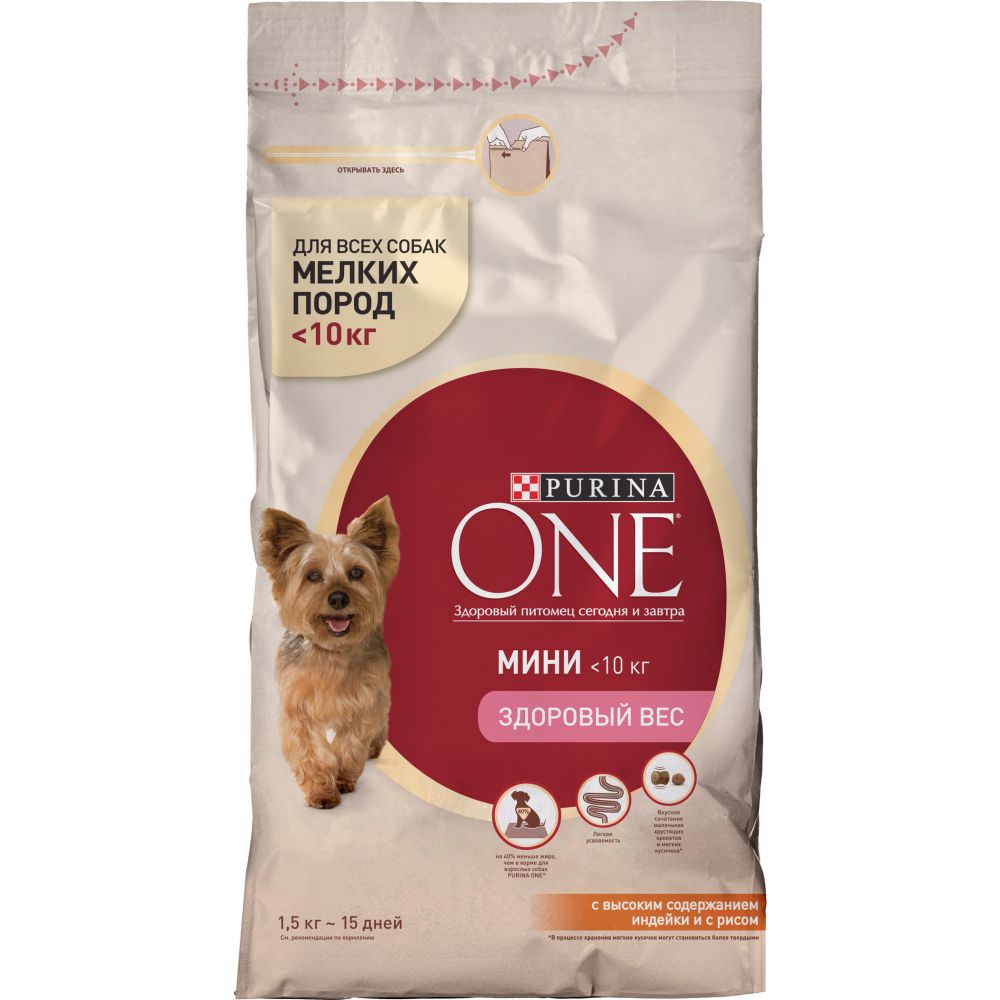 ОТКРЫВАТЬ ЗДЕСЬ
ДЛЯ ВСЕХ СОБАК
МЕЛКИХ
ПОРОД
<10 кг
PURINA
ONE®
Здоровый питомец сегодня и завтра
МИНИ <10 кг
ЗДОРОВЫЙ ВЕС
40%
на 40% меньше жира,
чем в корме для
взрослых собак
PURINA ONE®
Легкая
усвояемость
Вкусное
сочетание
маленьких
хрустящих
крокетов
и мягких
кусочков*
с высоким содержанием
индейки и с рисом
*В процессе хранения мягкие кусочки могут становиться более твердыми
1,5 кг ~ 15 дней
См. рекомендации по кормлению